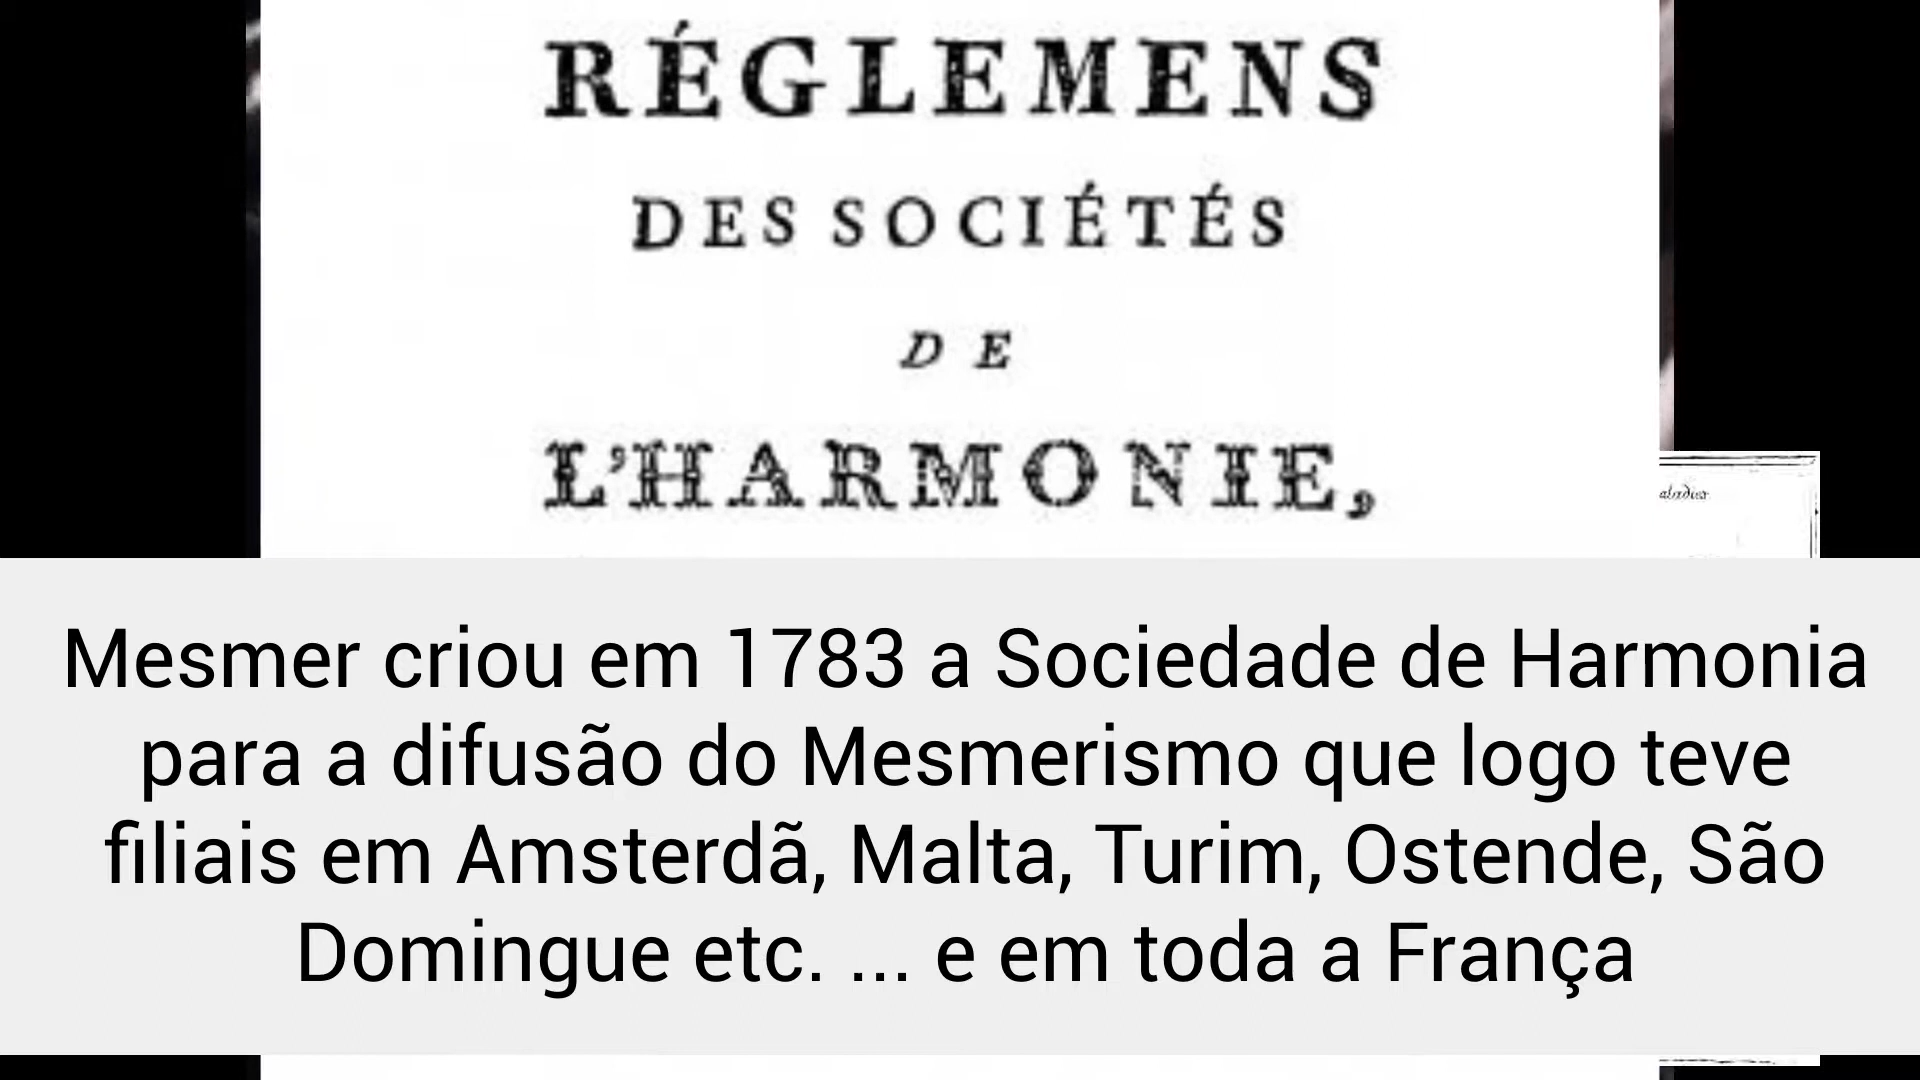 RÉGLEMENS
DES SOCIÉTÉS
DE
L'HARMONIE,
Mesmer criou em 1783 a Sociedade de Harmonia
para a difusão do Mesmerismo que logo teve
filiais em Amsterdã, Malta, Turim, Ostende, São
Domingue etc. ... e em toda a França